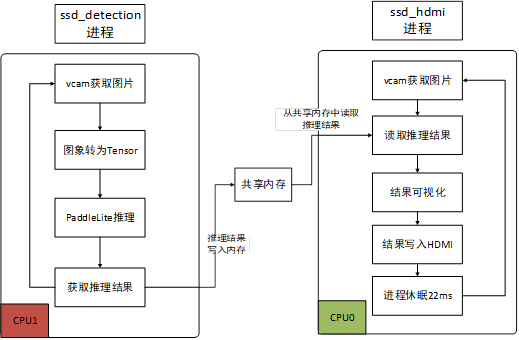 ssd_detection
进程
vcam获取图片
图象转为Tensor
PaddleLite推理
获取推理结果
CPU1
推理结果
写入内存
共享内存
从共享内存中读取
推理结果
ssd_hdmi
进程
vcam获取图片
读取推理结果
结果可视化
结果写入HDMI
进程休眠22ms
CPU0